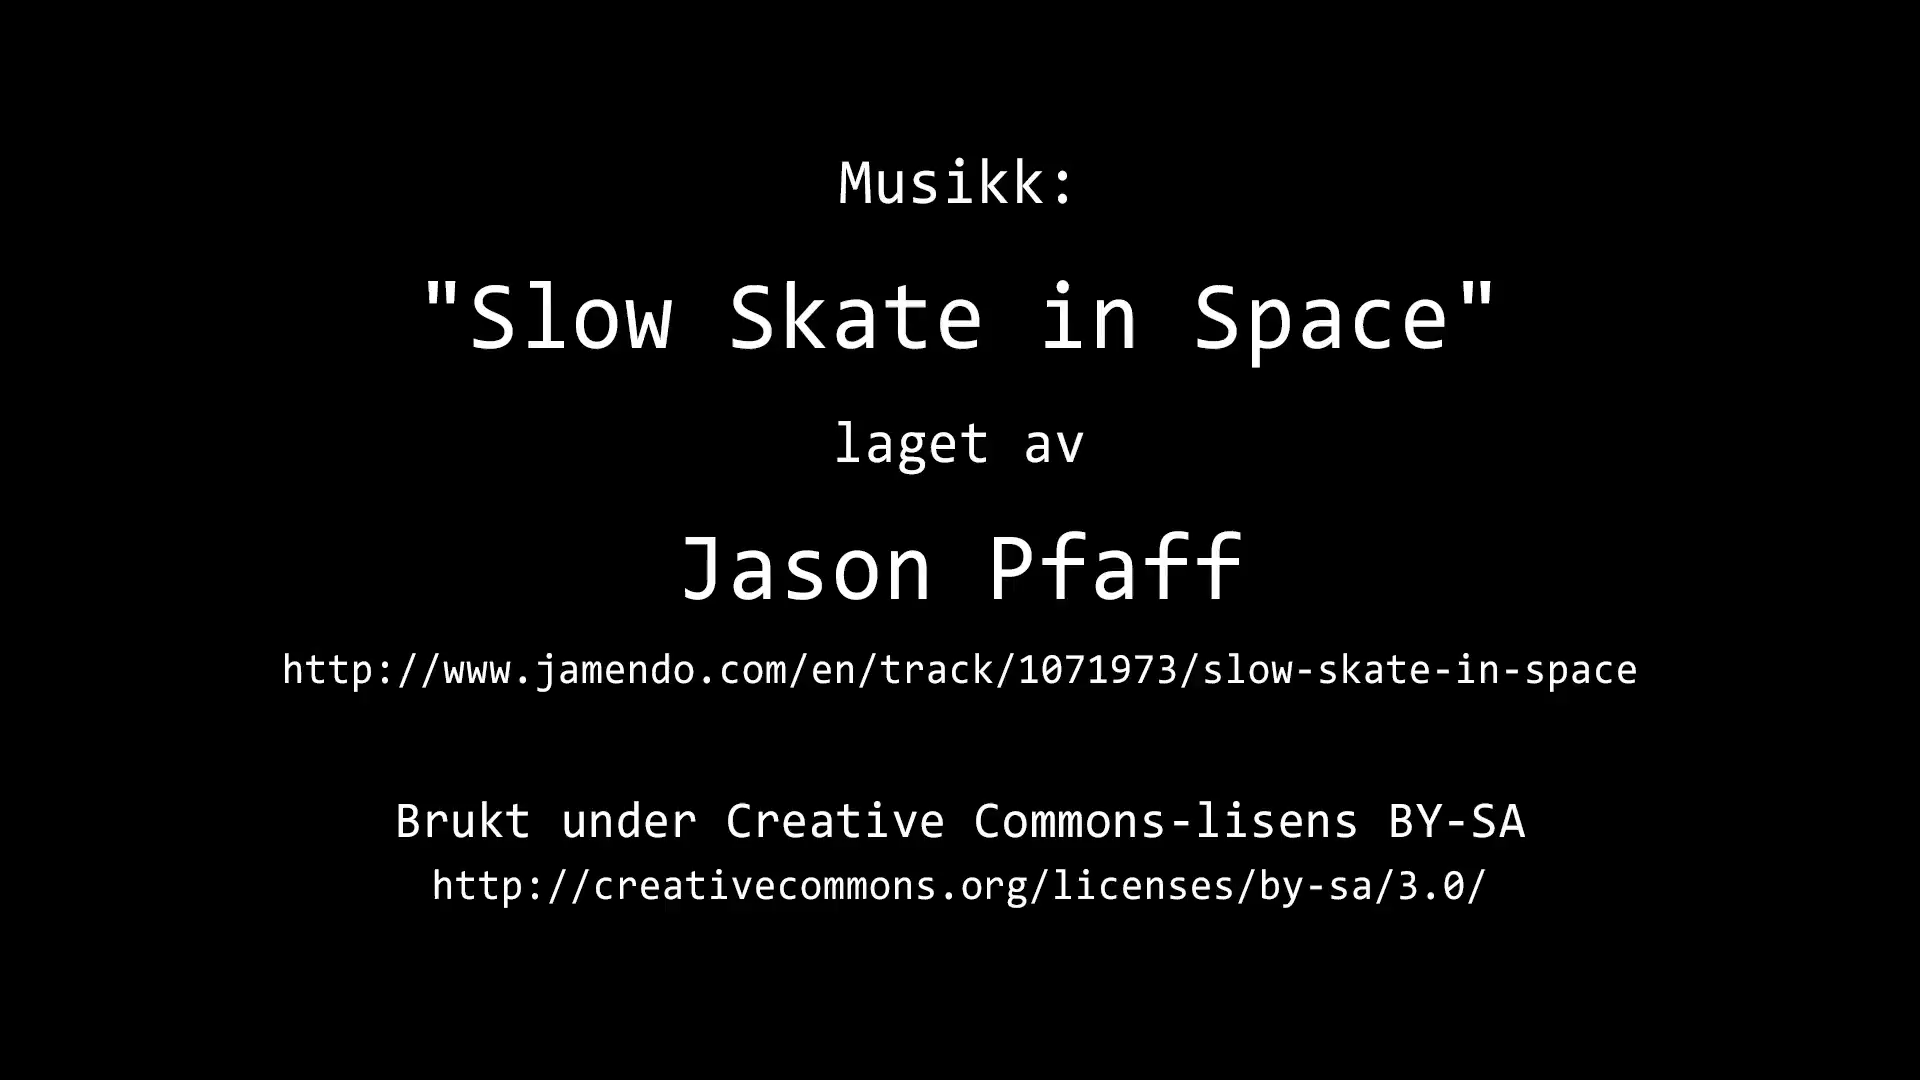 Musikk:
"Slow Skate in Space"
laget av
Jason Pfaff
http://www.jamendo.com/en/track/1071973/slow-skate-in-space
Brukt under Creative Commons-lisens BY-SA
http://creativecommons.org/licenses/by-sa/3.0/